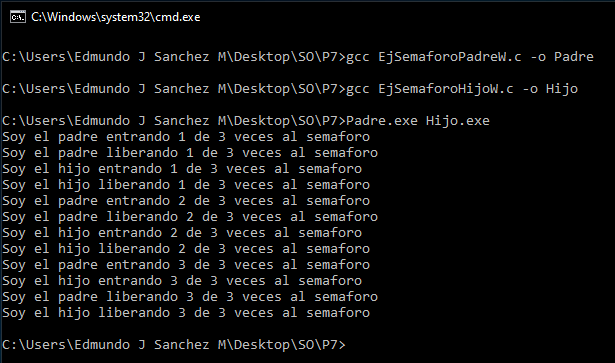 C:\Windows\system32\cmd.exe
C:\Users\Edmundo J Sanchez M\Desktop\SO\P7>gcc EjSemaforoPadreW.c -o Padre
C:\Users\Edmundo J Sanchez M\Desktop\SO\P7>gcc EjSemaforoHijoW.c -o Hijo
C:\Users\Edmundo J Sanchez M\Desktop\SO\P7>Padre.exe Hijo.exe
Soy el padre entrando 1 de 3 veces al semaforo
Soy el padre liberando 1 de 3 veces al semaforo
Soy el hijo entrando 1 de 3 veces al semaforo
Soy el hijo liberando 1 de 3 veces al semaforo
Soy el padre entrando 2 de 3 veces al semaforo
Soy el padre liberando 2 de 3 veces al semaforo
Soy el hijo entrando 2 de 3 veces al semaforo
Soy el hijo liberando 2 de 3 veces al semaforo
Soy el padre entrando 3 de 3 veces al semaforo
Soy el hijo entrando 3 de 3 veces al semaforo
Soy el padre liberando 3 de 3 veces al semaforo
Soy el hijo liberando 3 de 3 veces al semaforo
C:\Users\Edmundo J Sanchez M\Desktop\SO\P7>